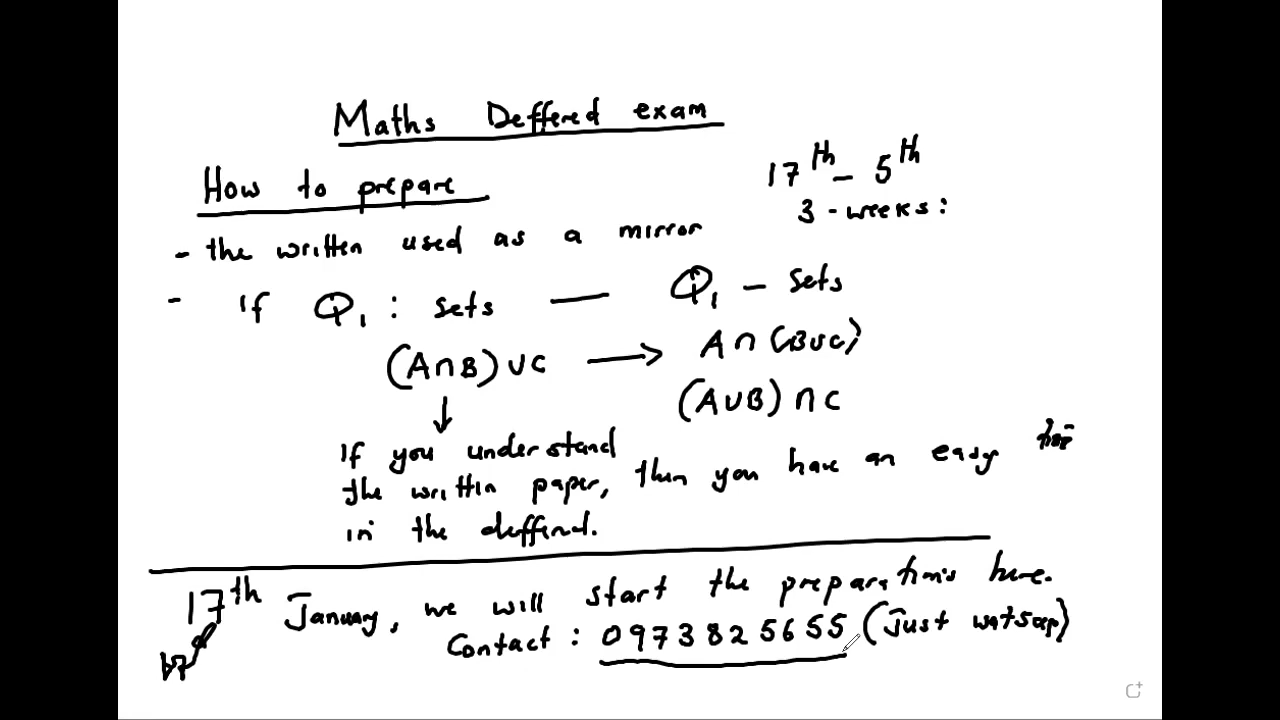 Maths Deffered exam
How to prepare
17th - 5th
3 - weeks:
- the written used as a mirror
- If Q1 : sets — Q1 - sets
(A∩B)∪C → A∩(B∪C)
(A∪B)∩C
↓
If you understand
the written paper, then you have an easy
in the deffered.
17th January, we will start the preparations here.
Contact : 0973825655 (Just watsap)